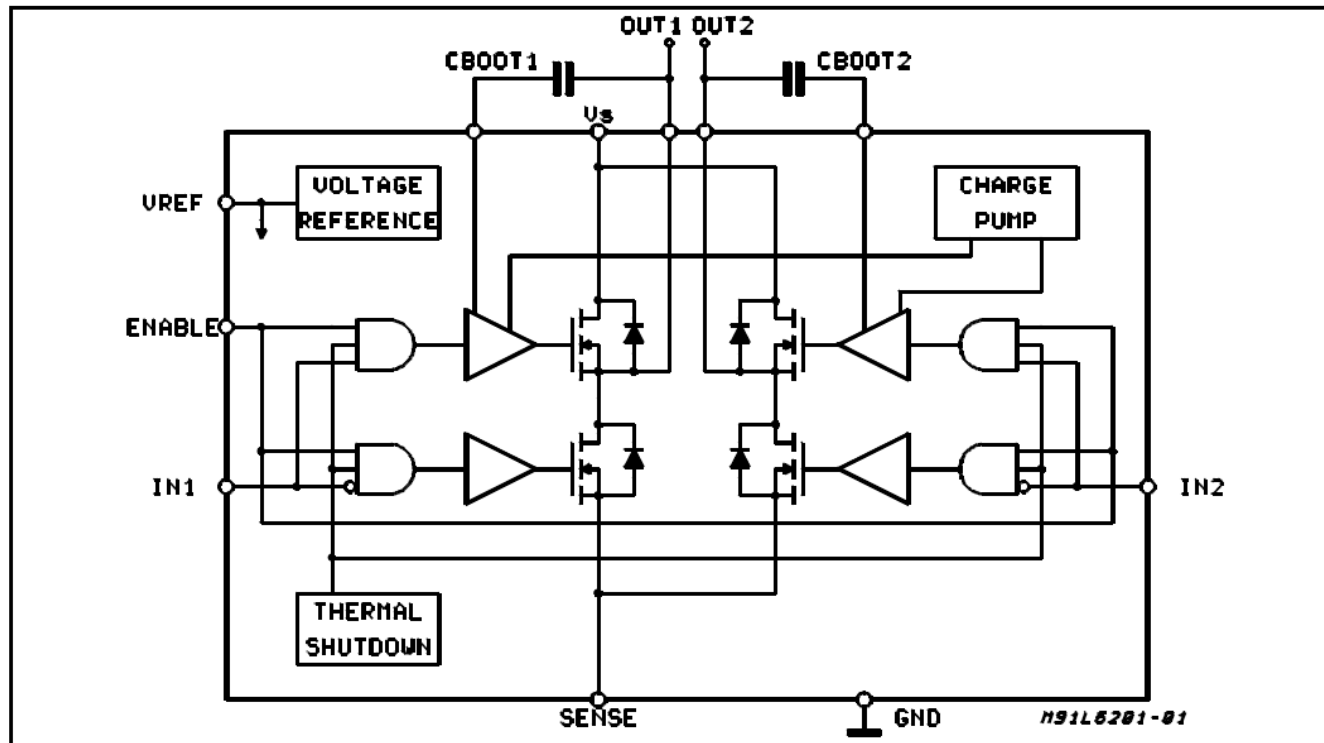 OUT1 OUT2
CBOOT1
CBOOT2
Vs
VOLTAGE
REFERENCE
CHARGE
PUMP
VREF
ENABLE
IN1
IN2
THERMAL
SHUTDOWN
SENSE
GND
M91L6201-01